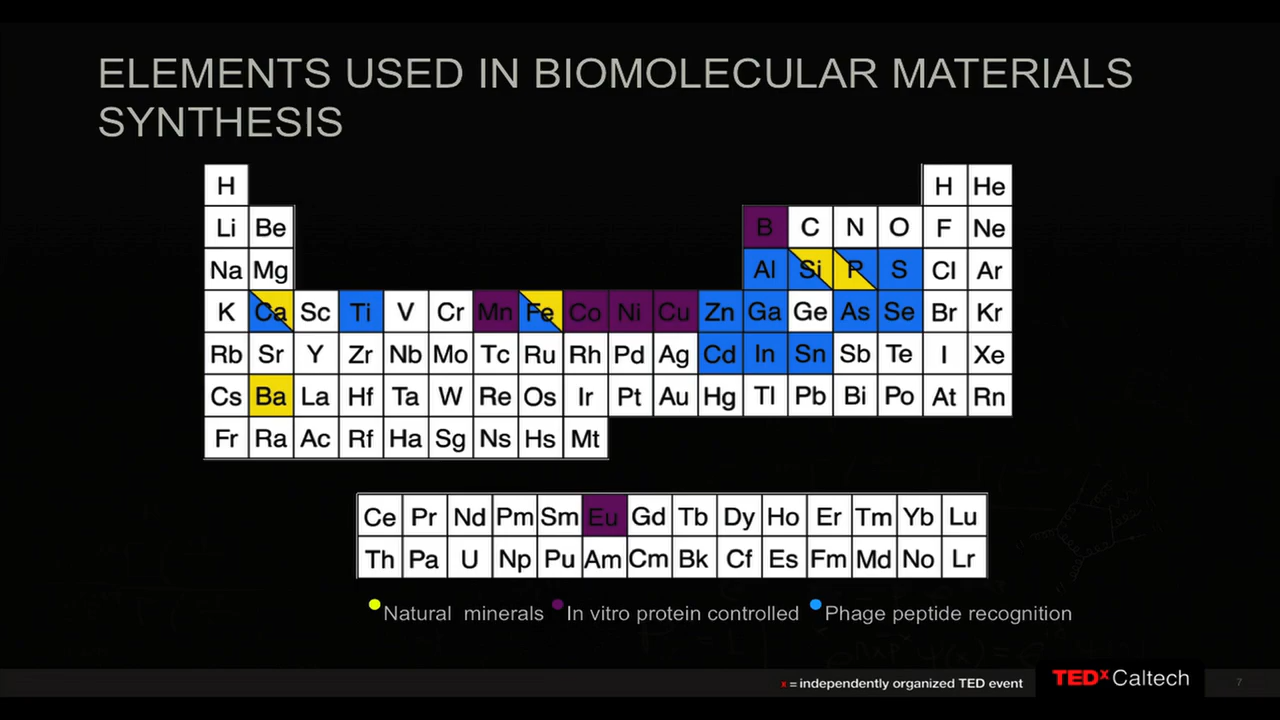 ELEMENTS USED IN BIOMOLECULAR MATERIALS
SYNTHESIS
H H He
Li Be B C N O F Ne
Na Mg Al Si P S Cl Ar
K Ca Sc Ti V Cr Mn Fe Co Ni Cu Zn Ga Ge As Se Br Kr
Rb Sr Y Zr Nb Mo Tc Ru Rh Pd Ag Cd In Sn Sb Te I Xe
Cs Ba La Hf Ta W Re Os Ir Pt Au Hg Tl Pb Bi Po At Rn
Fr Ra Ac Rf Ha Sg Ns Hs Mt
Ce Pr Nd Pm Sm Eu Gd Tb Dy Ho Er Tm Yb Lu
Th Pa U Np Pu Am Cm Bk Cf Es Fm Md No Lr
Natural minerals In vitro protein controlled Phage peptide recognition
x = independently organized TED event TEDx Caltech 7